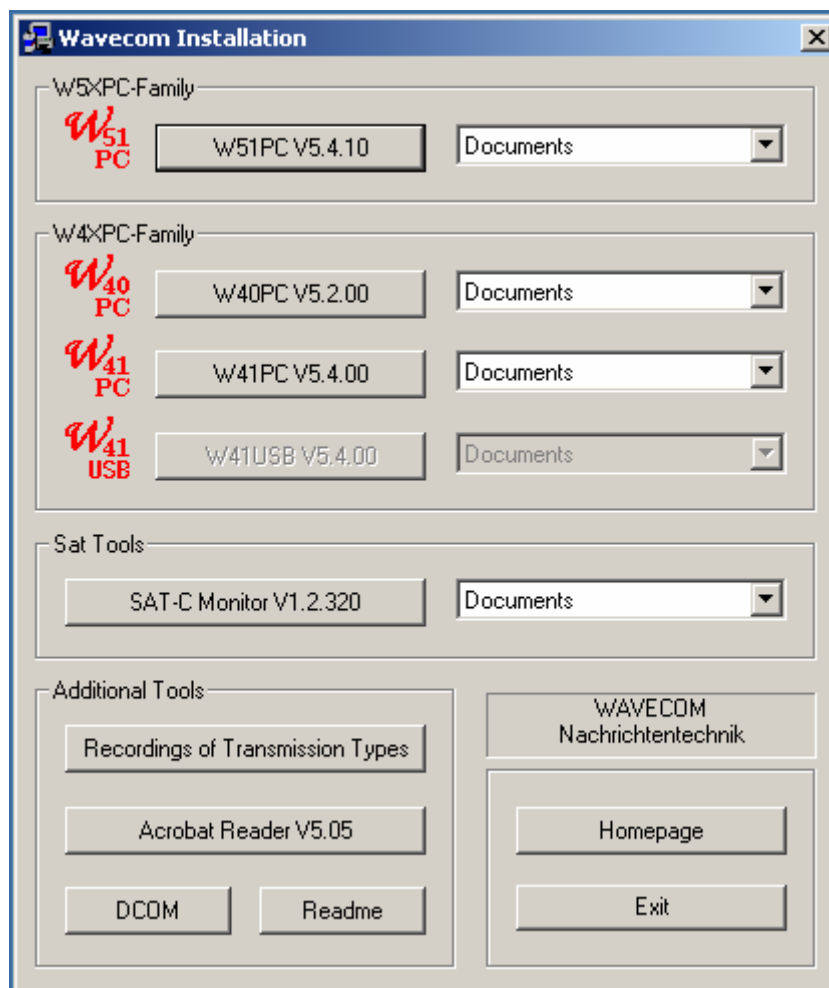 Wavecom Installation
W5XPC-Family
W51 PC
W51PC V5.4.10
Documents
W4XPC-Family
W40 PC
W40PC V5.2.00
Documents
W41 PC
W41PC V5.4.00
Documents
W41 USB
W41USB V5.4.00
Documents
Sat Tools
SAT-C Monitor V1.2.320
Documents
Additional Tools
Recordings of Transmission Types
Acrobat Reader V5.05
DCOM
Readme
WAVECOM
Nachrichtentechnik
Homepage
Exit